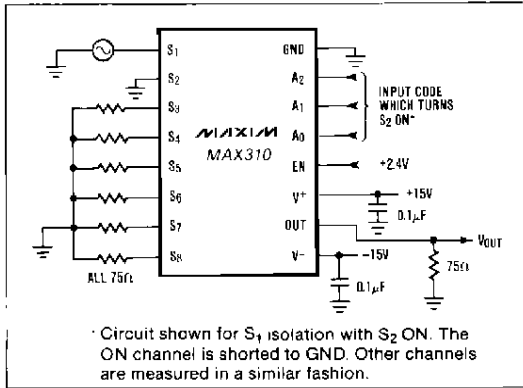 S1 GND
S2 A2
S3 A1
S4 A0
S5 EN
S6 V+
S7 OUT
S8 V−
MAXIM
MAX310
INPUT CODE
WHICH TURNS
S2 ON*
+2.4V
+15V
0.1µF
VOUT
−15V
75Ω
0.1µF
ALL 75Ω
· Circuit shown for S1 isolation with S2 ON. The
ON channel is shorted to GND. Other channels
are measured in a similar fashion.